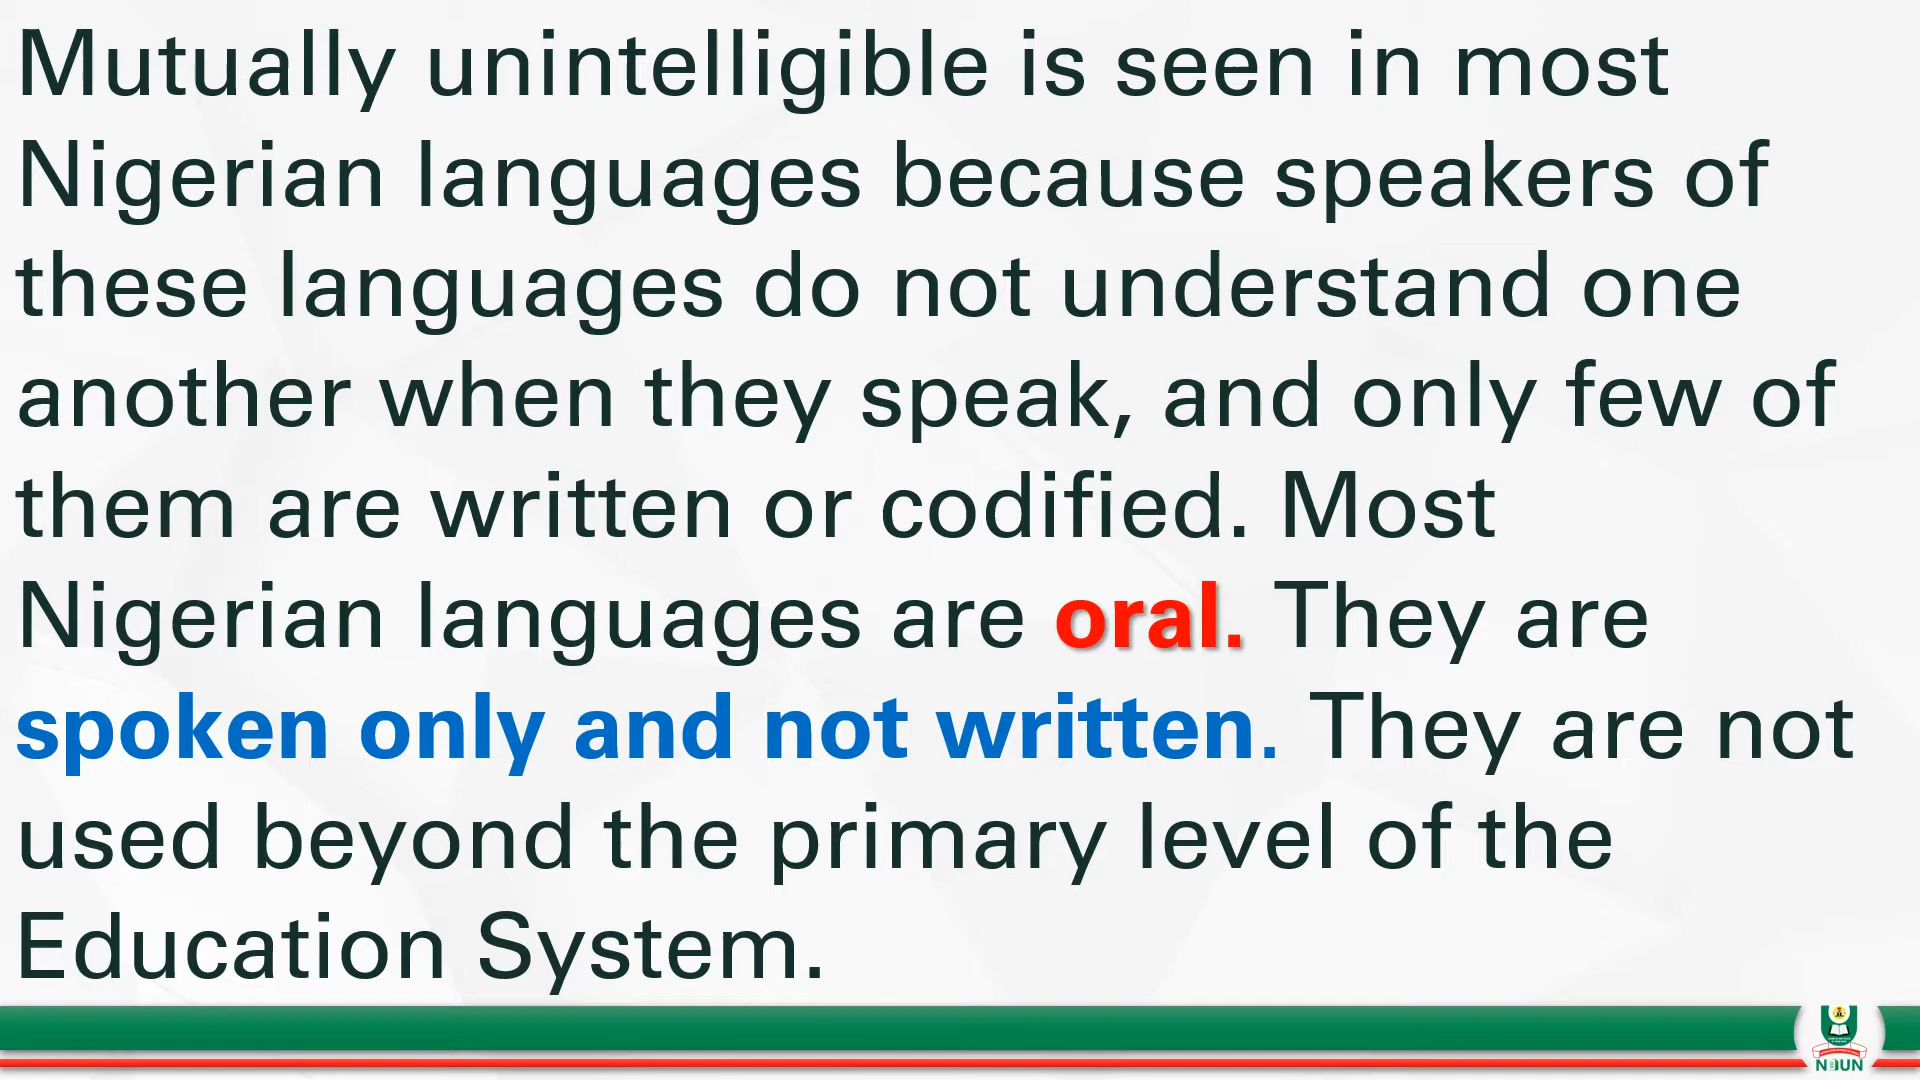 Mutually unintelligible is seen in most
Nigerian languages because speakers of
these languages do not understand one
another when they speak, and only few of
them are written or codified. Most
Nigerian languages are oral. They are
spoken only and not written. They are not
used beyond the primary level of the
Education System.
NOUN